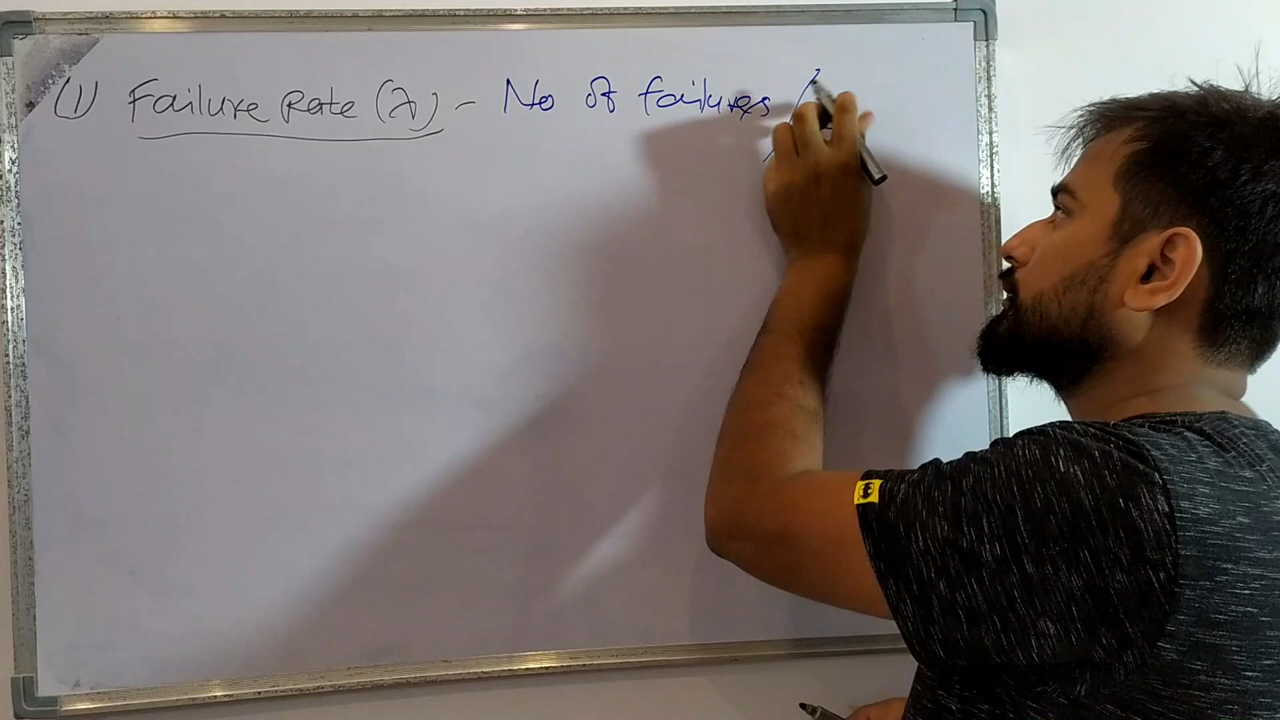 (1) Failure Rate (λ) - No of failures /